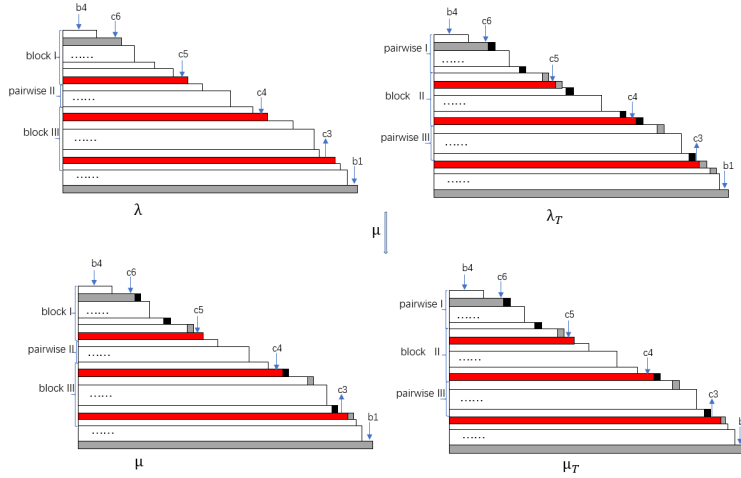 b4
c6
block I
......
c5
pairwise II
......
c4
block III
......
c3
b1
......
λ
b4
c6
pairwise I
......
c5
block II
......
c4
pairwise III
......
c3
b1
......
λ_T
μ
b4
c6
block I
......
c5
pairwise II
......
c4
block III
......
c3
b1
......
μ
b4
c6
pairwise I
......
c5
block II
......
c4
pairwise III
......
c3
b
......
μ_T